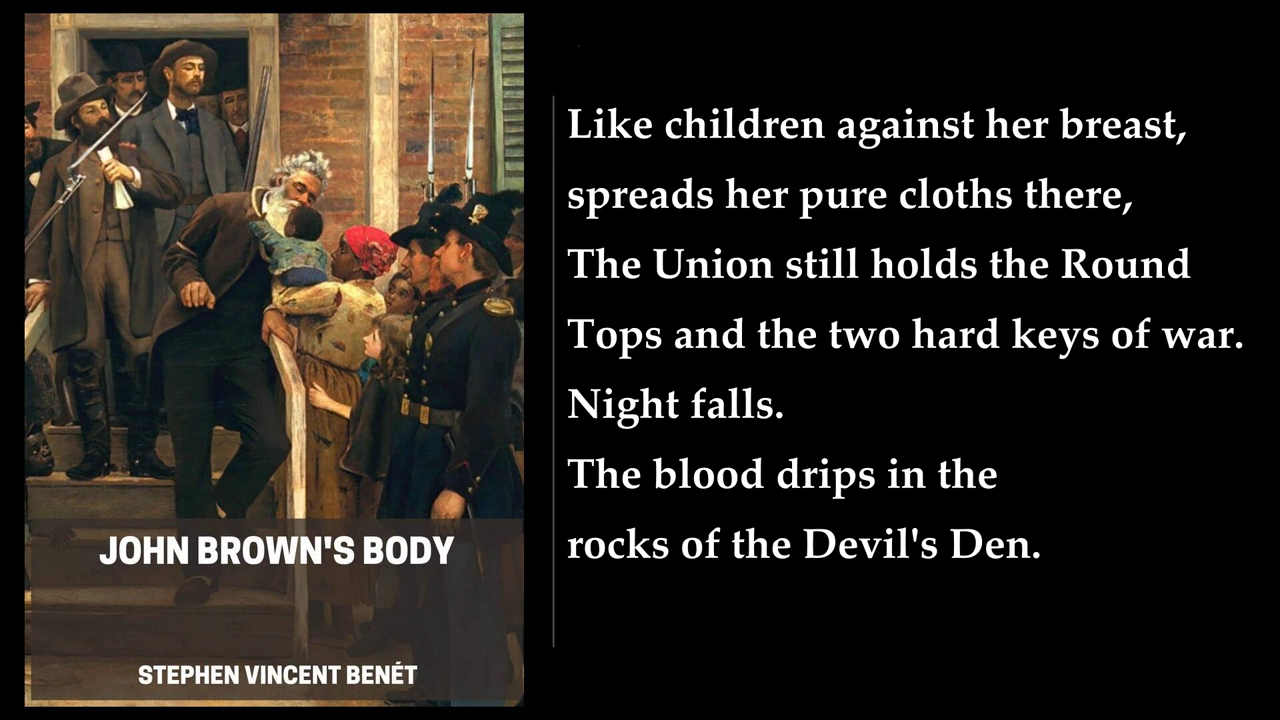 JOHN BROWN'S BODY
STEPHEN VINCENT BENÉT
Like children against her breast,
spreads her pure cloths there,
The Union still holds the Round
Tops and the two hard keys of war.
Night falls.
The blood drips in the
rocks of the Devil's Den.